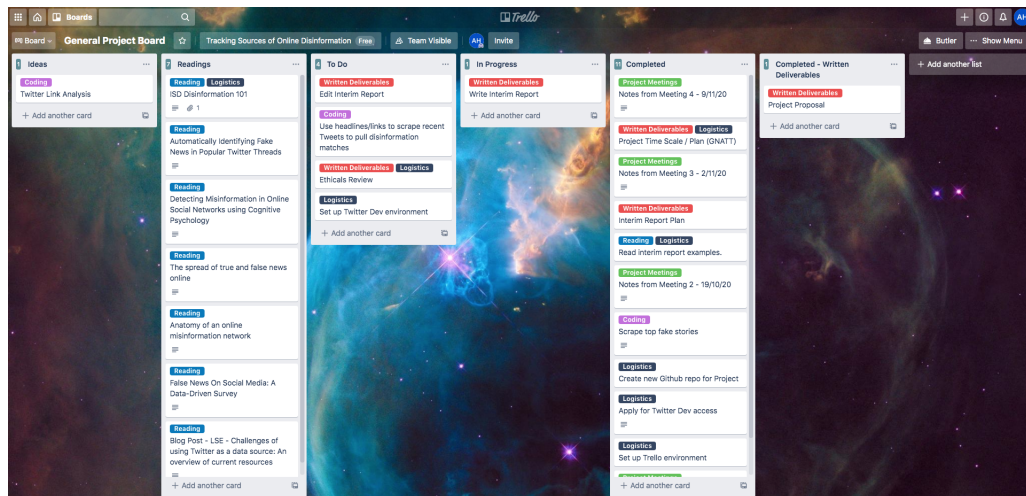 Boards
Trello
AH
Board
General Project Board
Tracking Sources of Online Disinformation Free
Team Visible
AH
Invite
Butler
... Show Menu
1 Ideas ...
Coding
Twitter Link Analysis
+ Add another card
7 Readings ...
Reading Logistics
ISD Disinformation 101
1
Reading
Automatically Identifying Fake
News in Popular Twitter Threads
Reading
Detecting Misinformation in Online
Social Networks using Cognitive
Psychology
Reading
The spread of true and false news
online
Reading
Anatomy of an online
misinformation network
Reading
False News On Social Media: A
Data-Driven Survey
Reading
Blog Post - LSE - Challenges of
using Twitter as a data source: An
overview of current resources
+ Add another card
4 To Do ...
Written Deliverables
Edit Interim Report
Coding
Use headlines/links to scrape recent
Tweets to pull disinformation
matches
Written Deliverables Logistics
Ethicals Review
Logistics
Set up Twitter Dev environment
+ Add another card
1 In Progress ...
Written Deliverables
Write Interim Report
+ Add another card
11 Completed ...
Project Meetings
Notes from Meeting 4 - 9/11/20
Written Deliverables Logistics
Project Time Scale / Plan (GNATT)
Project Meetings
Notes from Meeting 3 - 2/11/20
Written Deliverables
Interim Report Plan
Reading Logistics
Read interim report examples.
Project Meetings
Notes from Meeting 2 - 19/10/20
Coding
Scrape top fake stories
Logistics
Create new Github repo for Project
Logistics
Apply for Twitter Dev access
Logistics
Set up Trello environment
Project Meetings
+ Add another card
1 Completed - Written
Deliverables ...
Written Deliverables
Project Proposal
+ Add another card
+ Add another list